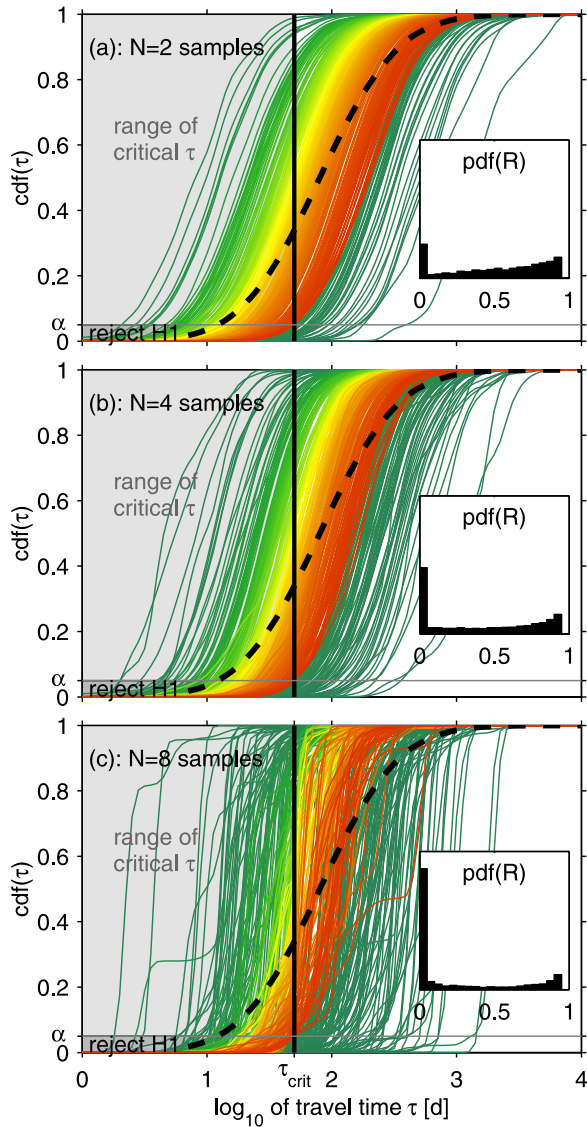 1
(a): N=2 samples
0.8
range of
critical τ
0.6
cdf(τ)
pdf(R)
0.4
0.2
0 0.5 1
α
reject H1
0
1
(b): N=4 samples
0.8
range of
critical τ
0.6
cdf(τ)
pdf(R)
0.4
0.2
0 0.5 1
α
reject H1
0
1
(c): N=8 samples
0.8
range of
critical τ
0.6
cdf(τ)
pdf(R)
0.4
0.2
0 0.5 1
α
reject H1
0
0 1 τcrit 2 3 4
log10 of travel time τ [d]